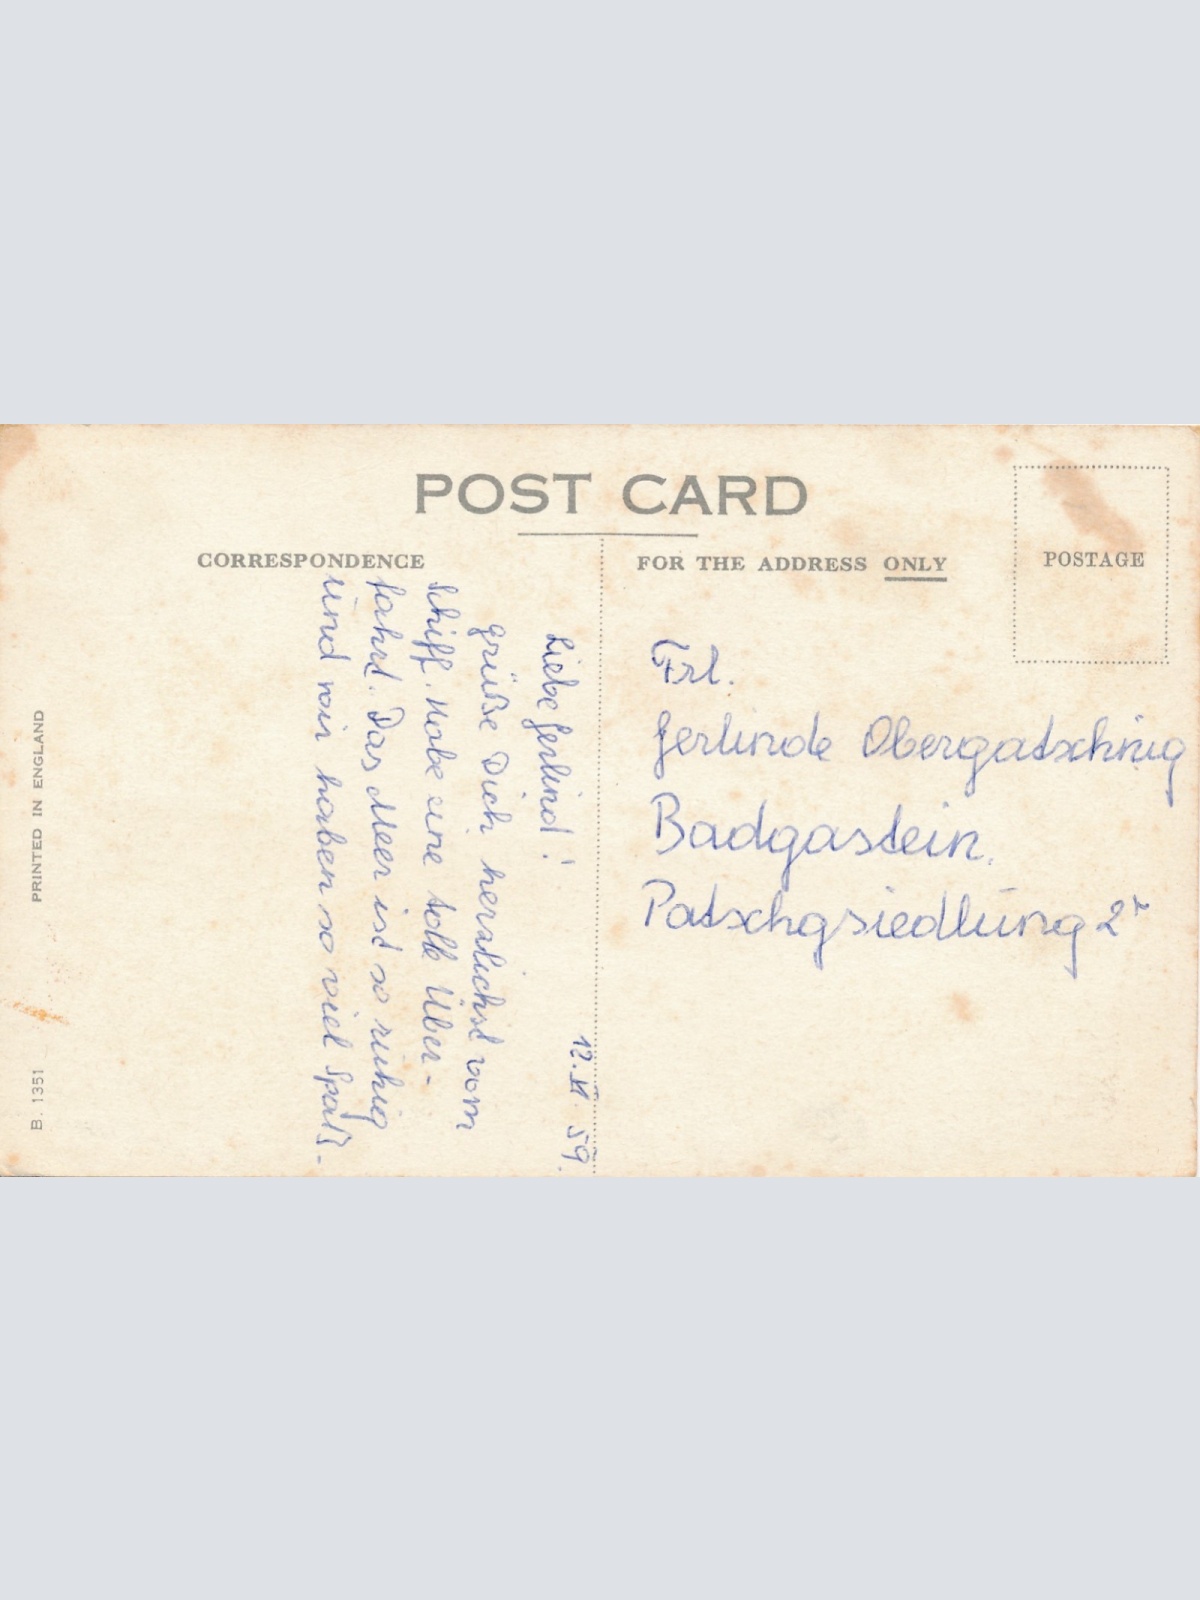 POST CARD
CORRESPONDENCE
FOR THE ADDRESS ONLY
POSTAGE
12. XI 59.
Liebe Gerlind!
grüße Dich herzlichst vom
Schiff. Habe eine tolle Über-
fahrt. Das Meer ist so ruhig
und wir haben so viel Spaß.-
Frl.
Gerlinde Obergatschnig
Badgastein.
Patschgsiedlung
PRINTED IN ENGLAND
B. 1351